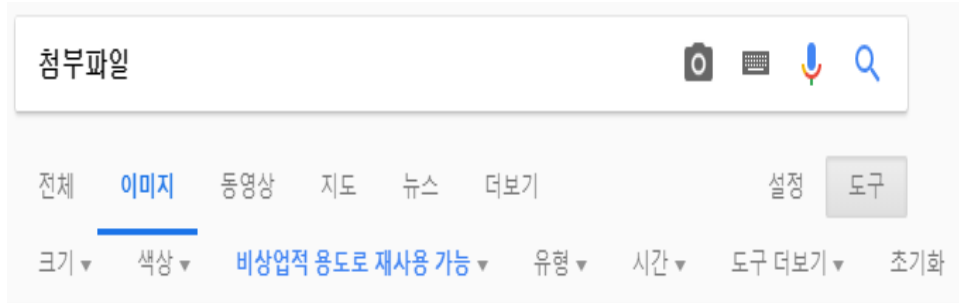 첨부파일
전체 이미지 동영상 지도 뉴스 더보기 설정 도구
크기 색상 비상업적 용도로 재사용 가능 유형 시간 도구 더보기 초기화